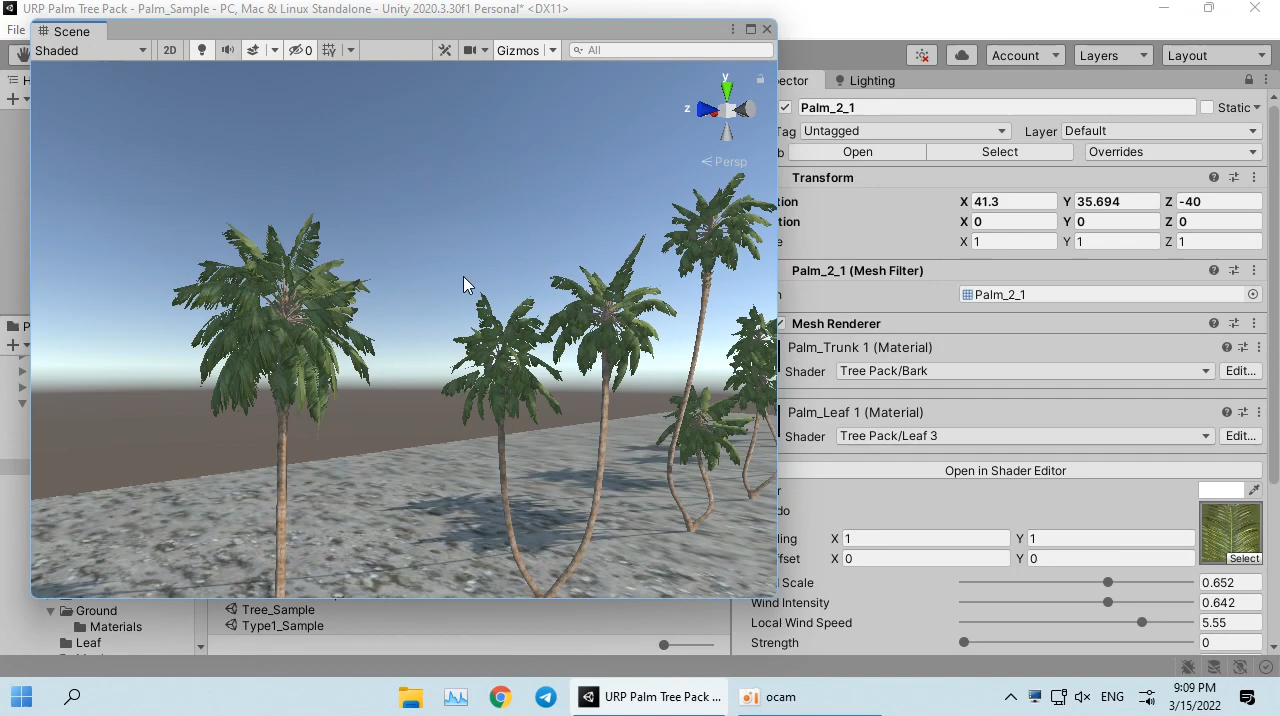 URP Palm Tree Pack - Palm_Sample - PC, Mac & Linux Standalone - Unity 2020.3.30f1 Personal* <DX11>
File
Scene
Shaded
2D
0
Gizmos
All
Account
Layers
Layout
Lighting
Palm_2_1
Static
Tag Untagged
Layer Default
Open
Select
Overrides
Transform
X 41.3 Y 35.694 Z -40
X 0 Y 0 Z 0
X 1 Y 1 Z 1
Palm_2_1 (Mesh Filter)
Palm_2_1
Mesh Renderer
Palm_Trunk 1 (Material)
Shader Tree Pack/Bark Edit...
Palm_Leaf 1 (Material)
Shader Tree Pack/Leaf 3 Edit...
Open in Shader Editor
X 1 Y 1
X 0 Y 0
Select
Scale 0.652
Wind Intensity 0.642
Local Wind Speed 5.55
Strength 0
y
z
Persp
Ground
Materials
Leaf
Tree_Sample
Type1_Sample
URP Palm Tree Pack ...
ocam
ENG
9:09 PM
3/15/2022